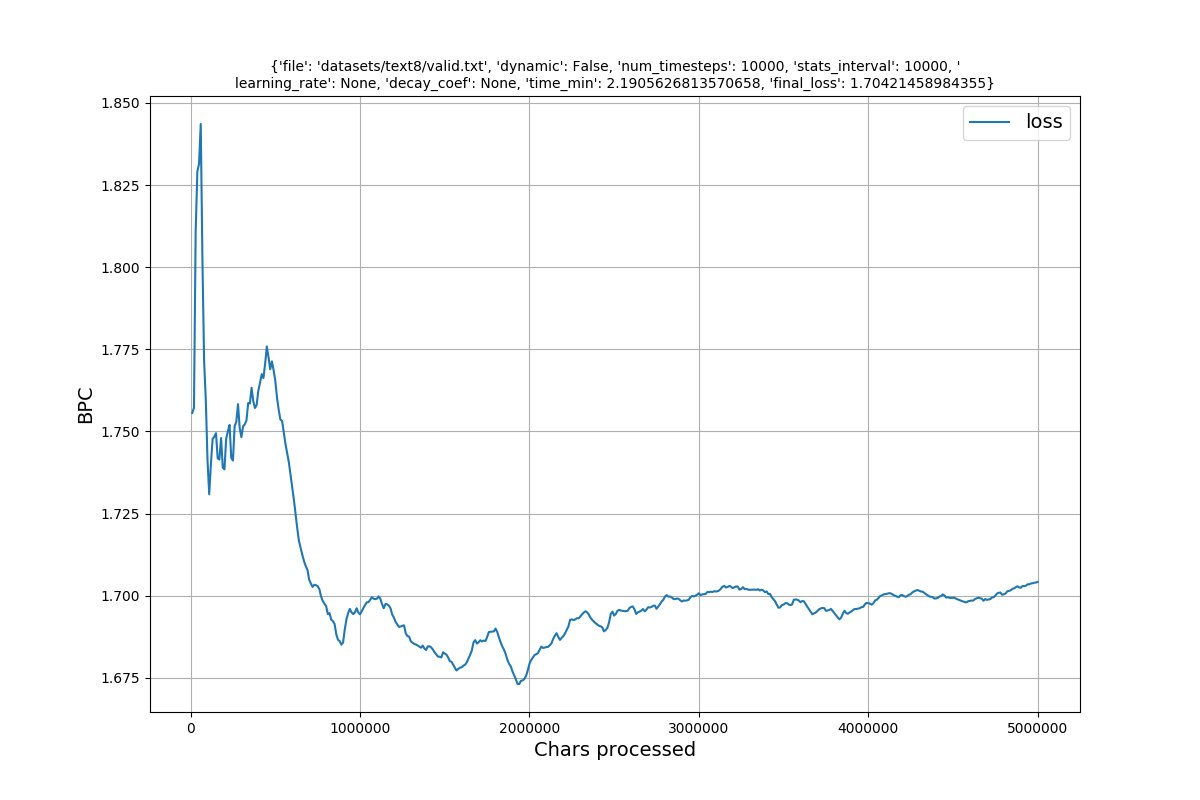 {'file': 'datasets/text8/valid.txt', 'dynamic': False, 'num_timesteps': 10000, 'stats_interval': 10000, '
learning_rate': None, 'decay_coef': None, 'time_min': 2.1905626813570658, 'final_loss': 1.70421458984355}
loss
1.850
1.825
1.800
1.775
1.750
1.725
1.700
1.675
BPC
0
1000000
2000000
3000000
4000000
5000000
Chars processed